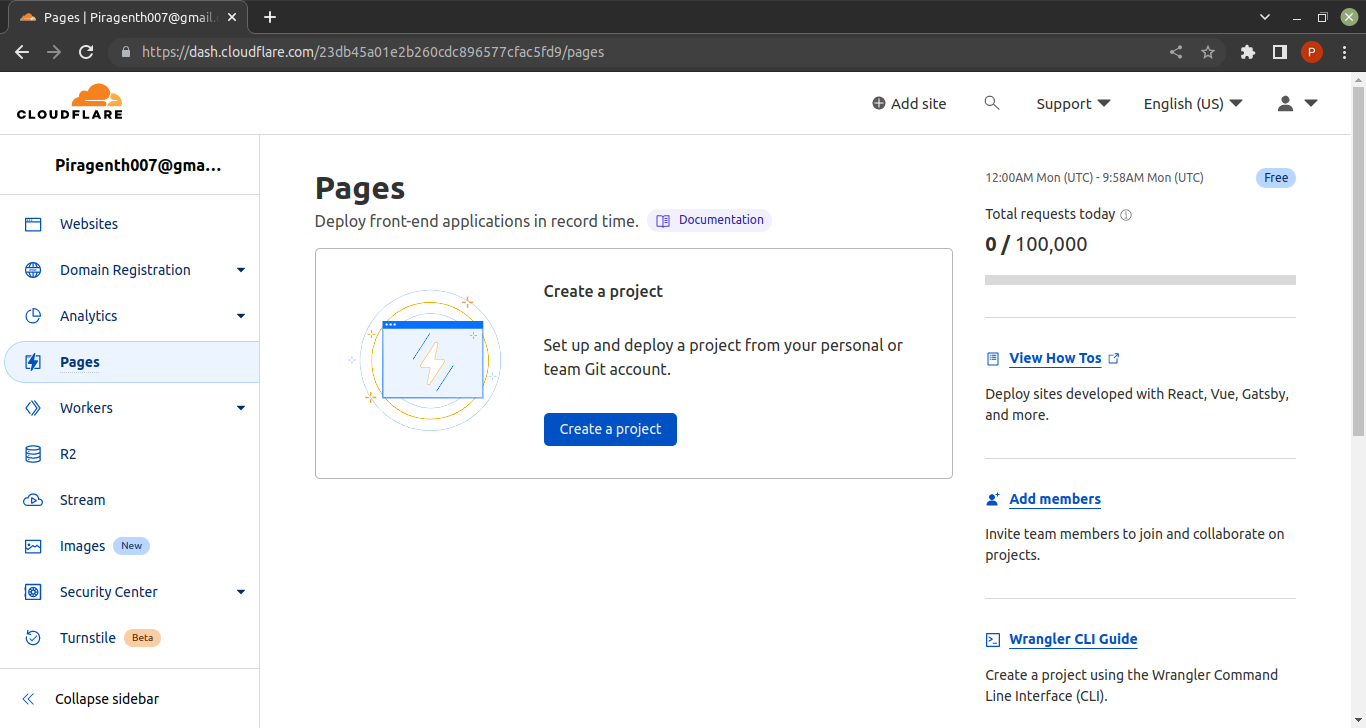 Pages | Piragenth007@gmail.
https://dash.cloudflare.com/23db45a01e2b260cdc896577cfac5fd9/pages
P
CLOUDFLARE
Add site
Support
English (US)
Piragenth007@gma...
Websites
Domain Registration
Analytics
Pages
Workers
R2
Stream
Images New
Security Center
Turnstile Beta
Collapse sidebar
Pages
Deploy front-end applications in record time. Documentation
Create a project
Set up and deploy a project from your personal or
team Git account.
Create a project
12:00AM Mon (UTC) - 9:58AM Mon (UTC) Free
Total requests today
0 / 100,000
View How Tos
Deploy sites developed with React, Vue, Gatsby,
and more.
Add members
Invite team members to join and collaborate on
projects.
Wrangler CLI Guide
Create a project using the Wrangler Command
Line Interface (CLI).